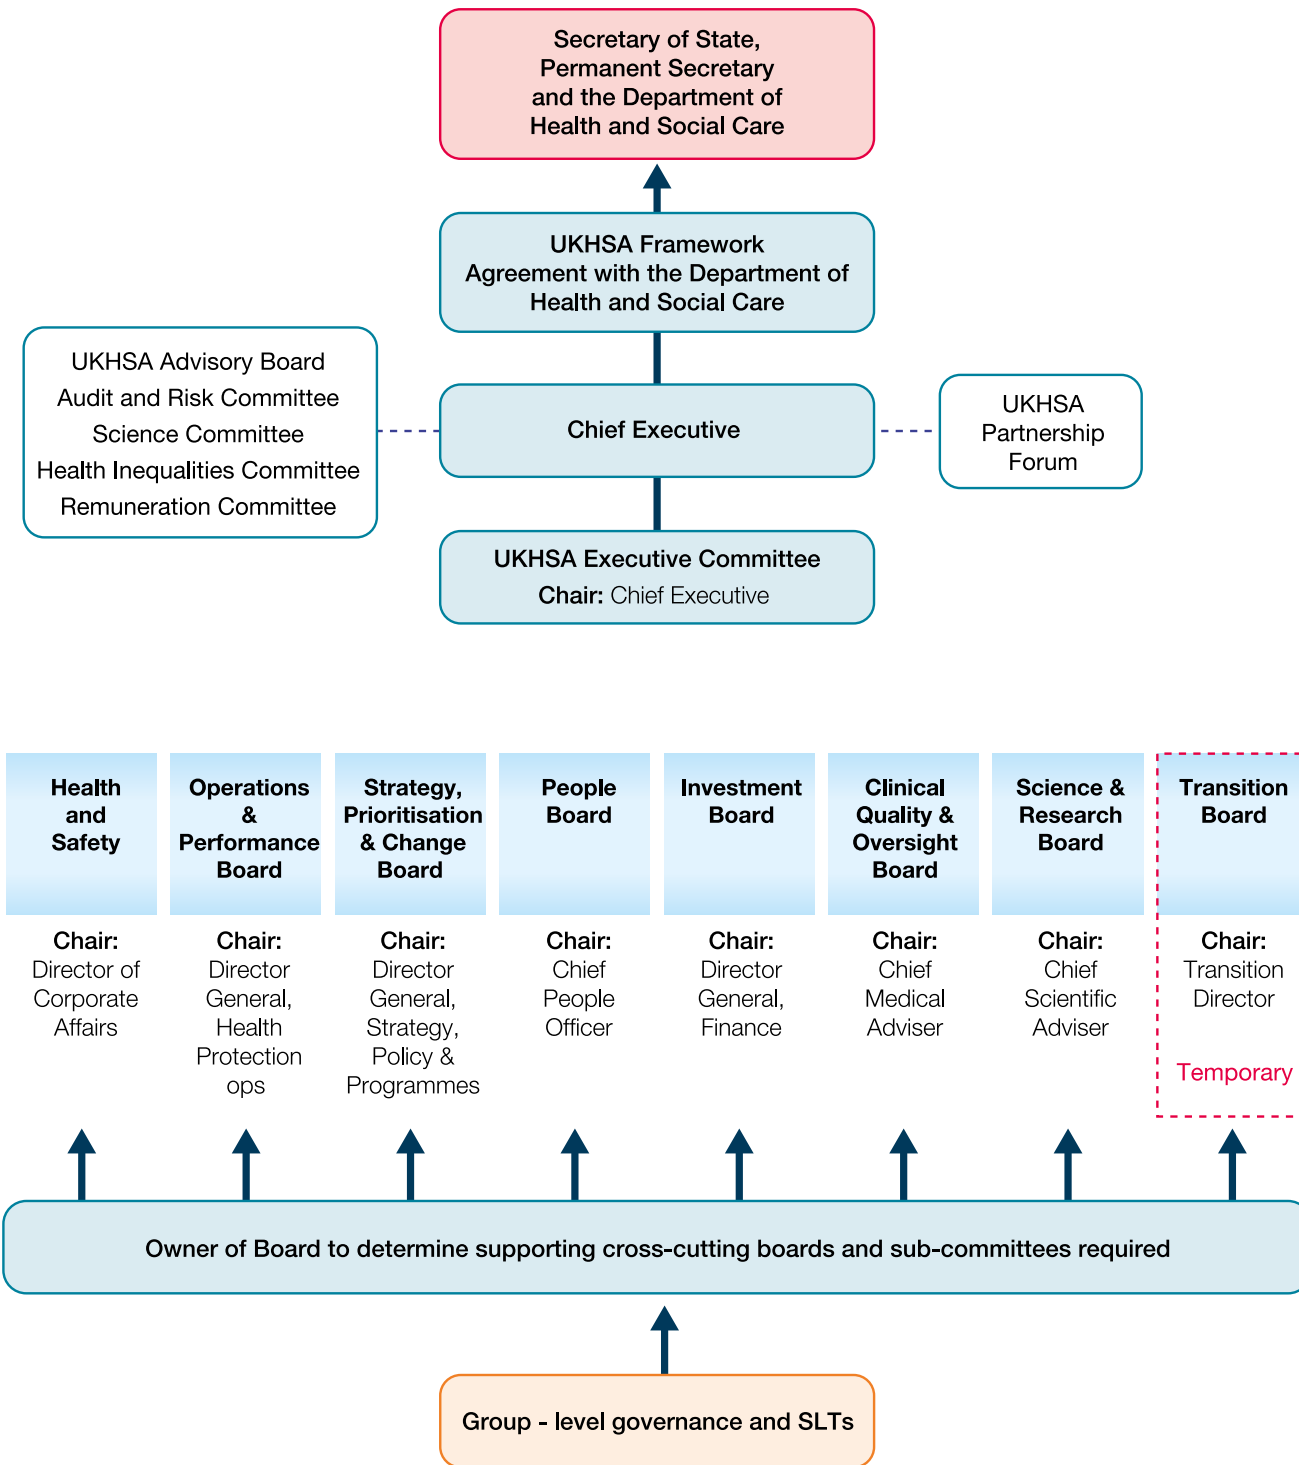 Secretary of State,
Permanent Secretary
and the Department of
Health and Social Care
UKHSA Framework
Agreement with the Department of
Health and Social Care
UKHSA Advisory Board
Audit and Risk Committee
Science Committee
Health Inequalities Committee
Remuneration Committee
Chief Executive
UKHSA
Partnership
Forum
UKHSA Executive Committee
Chair: Chief Executive
Health
and
Safety
Chair:
Director of
Corporate
Affairs
Operations
&
Performance
Board
Chair:
Director
General,
Health
Protection
ops
Strategy,
Prioritisation
& Change
Board
Chair:
Director
General,
Strategy,
Policy &
Programmes
People
Board
Chair:
Chief
People
Officer
Investment
Board
Chair:
Director
General,
Finance
Clinical
Quality &
Oversight
Board
Chair:
Chief
Medical
Adviser
Science &
Research
Board
Chair:
Chief
Scientific
Adviser
Transition
Board
Chair:
Transition
Director
Temporary
Owner of Board to determine supporting cross-cutting boards and sub-committees required
Group - level governance and SLTs